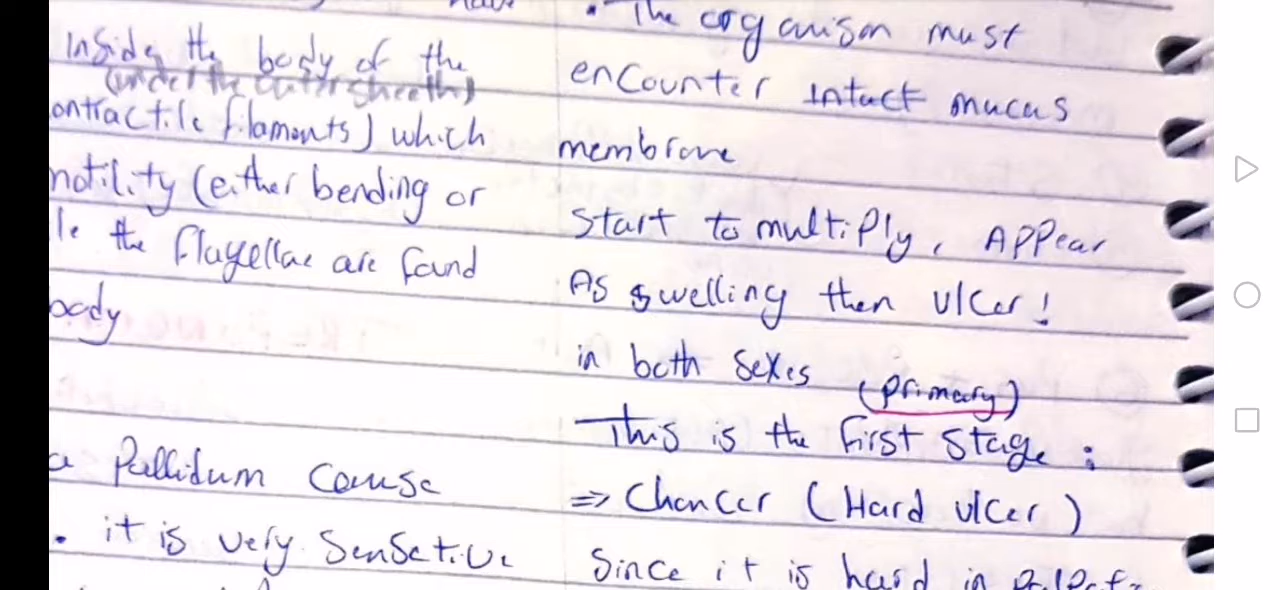 Inside the body of the
(under the outer sheeth)
ontractile filaments) which
motility (either bending or
le the flagellae are found
body
a Pallidum Cause
. it is very Sensetive
• The organism must
enCounter intact mucus
membrane
Start to multiply, Appear
As swelling then ulcer!
in both sexes
(primary)
This is the first stage :
⇒ Chancer (Hard ulcer)
Since it is hard in